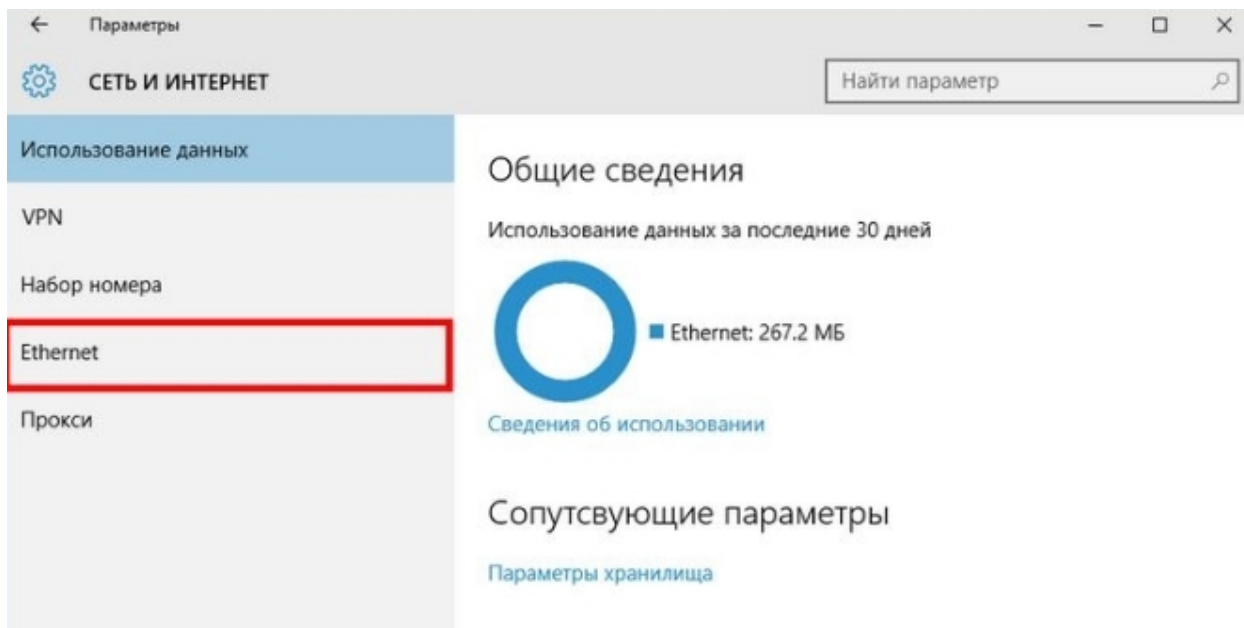 Параметры
СЕТЬ И ИНТЕРНЕТ
Найти параметр
Использование данных
VPN
Набор номера
Ethernet
Прокси
Общие сведения
Использование данных за последние 30 дней
Ethernet: 267.2 МБ
Сведения об использовании
Сопутсвующие параметры
Параметры хранилища